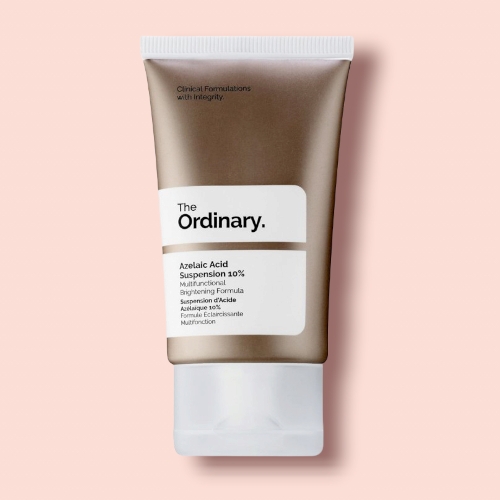 Clinical Formulations
with Integrity.
The
Ordinary.
Azelaic Acid
Suspension 10%
Multifunctional
Brightening Formula
Suspension d'Acide
Azélaïque 10%
Formule Éclaircissante
Multifonction